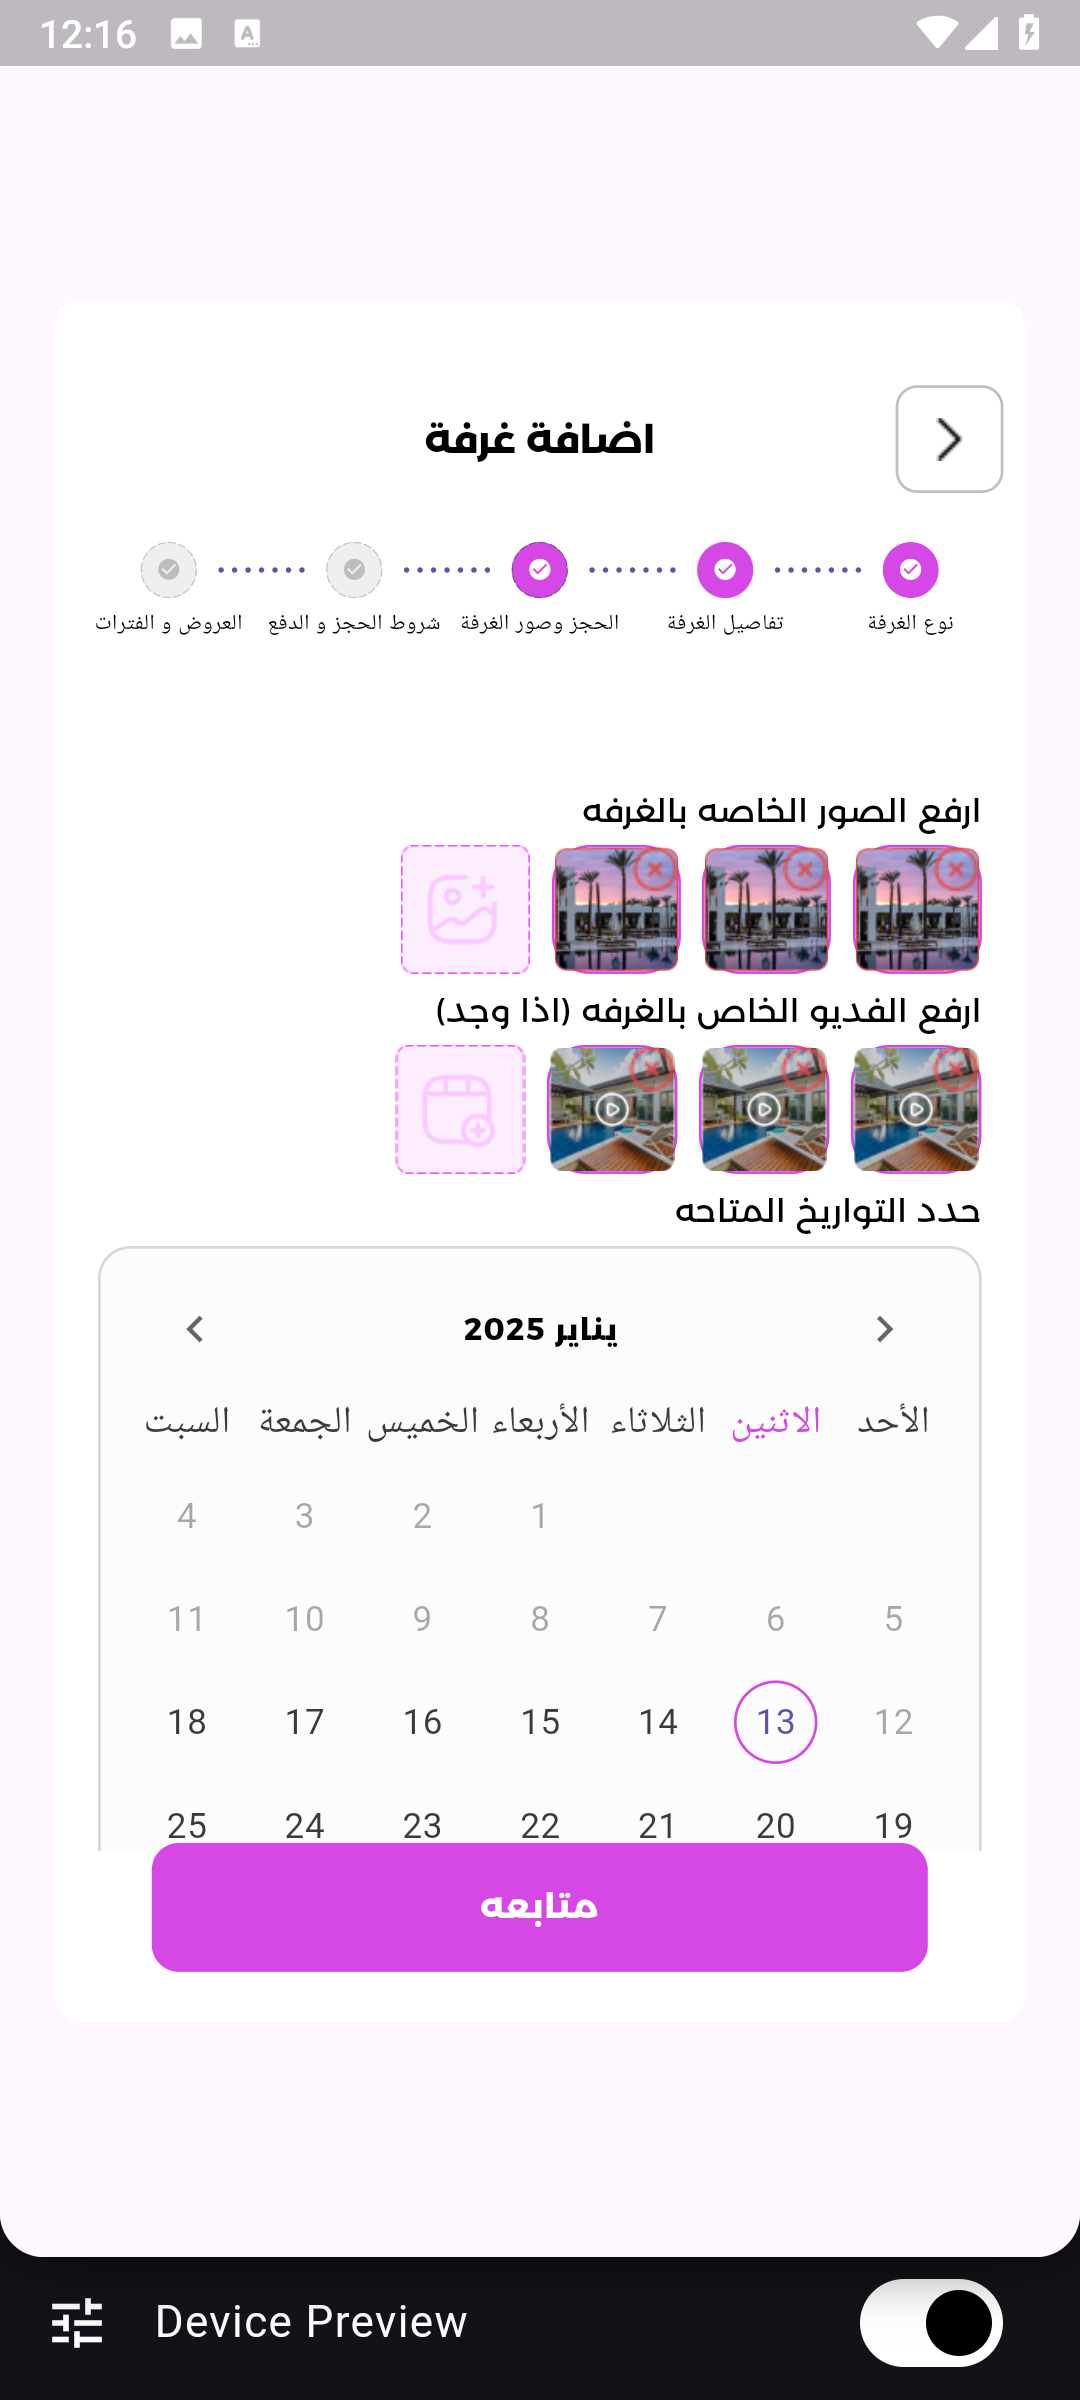 12:16
اضافة غرفة
نوع الغرفة تفاصيل الغرفة الحجز وصور الغرفة شروط الحجز و الدفع العروض و الفترات
ارفع الصور الخاصه بالغرفه
ارفع الفديو الخاص بالغرفه (اذا وجد)
حدد التواريخ المتاحه
يناير 2025
الأحد الاثنين الثلاثاء الأربعاء الخميس الجمعة السبت
1 2 3 4
5 6 7 8 9 10 11
12 13 14 15 16 17 18
19 20 21 22 23 24 25
متابعه
Device Preview